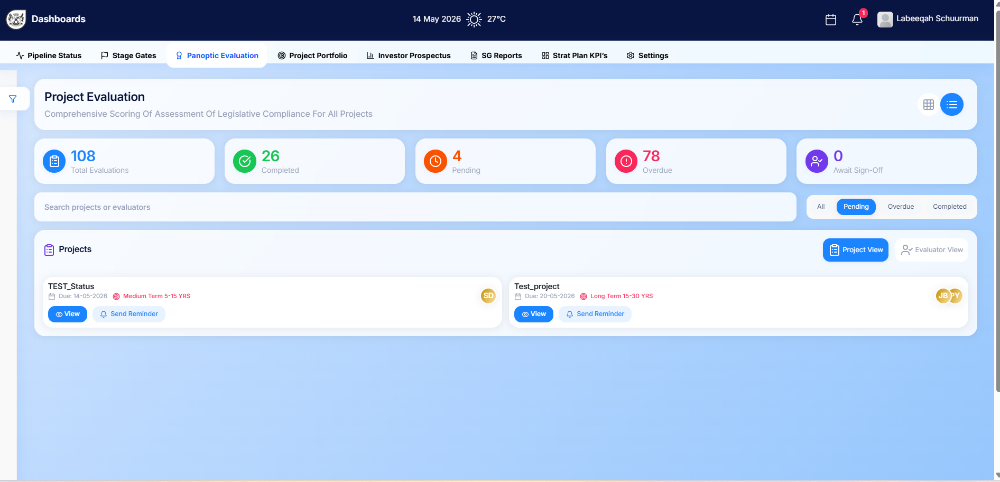 Dashboards
14 May 2026 27°C
1
Labeeqah Schuurman
Pipeline Status
Stage Gates
Panoptic Evaluation
Project Portfolio
Investor Prospectus
SG Reports
Strat Plan KPI's
Settings
Project Evaluation
Comprehensive Scoring Of Assessment Of Legislative Compliance For All Projects
108
Total Evaluations
26
Completed
4
Pending
78
Overdue
0
Await Sign-Off
Search projects or evaluators
All
Pending
Overdue
Completed
Projects
Project View
Evaluator View
TEST_Status
Due: 14-05-2026 Medium Term 5-15 YRS
SD
View
Send Reminder
Test_project
Due: 20-05-2026 Long Term 15-30 YRS
JB PY
View
Send Reminder